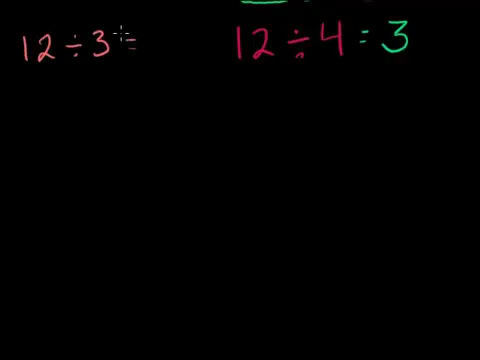 12 ÷ 3 =
12 ÷ 4 = 3